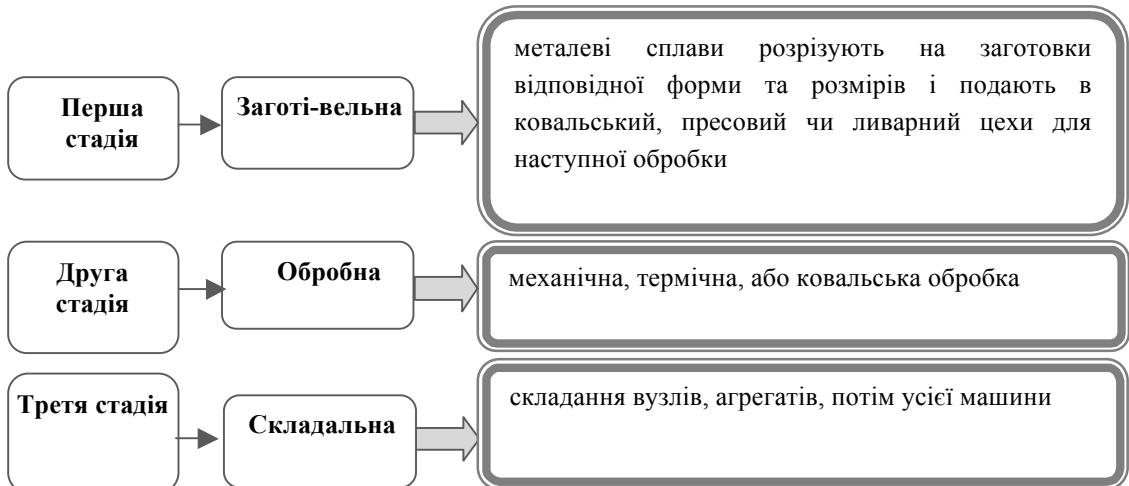 Перша
стадія
Заготі-вельна
металеві сплави розрізують на заготовки
відповідної форми та розмірів і подають в
ковальський, пресовий чи ливарний цехи для
наступної обробки
Друга
стадія
Обробна
механічна, термічна, або ковальська обробка
Третя стадія
Складальна
складання вузлів, агрегатів, потім усієї машини